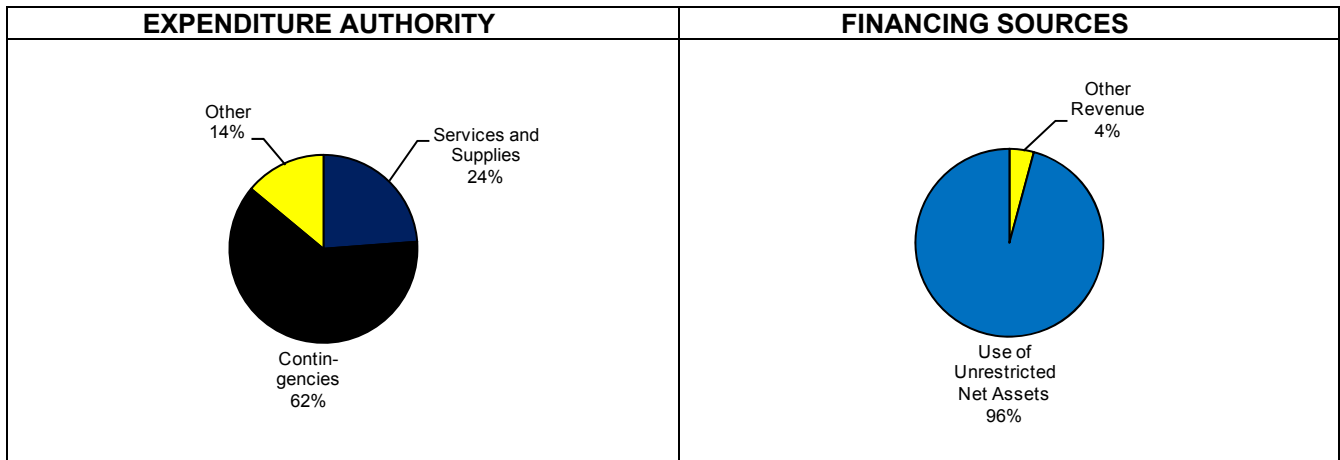 EXPENDITURE AUTHORITY
Other
14%
Services and
Supplies
24%
Contin-
gencies
62%
FINANCING SOURCES
Other
Revenue
4%
Use of
Unrestricted
Net Assets
96%